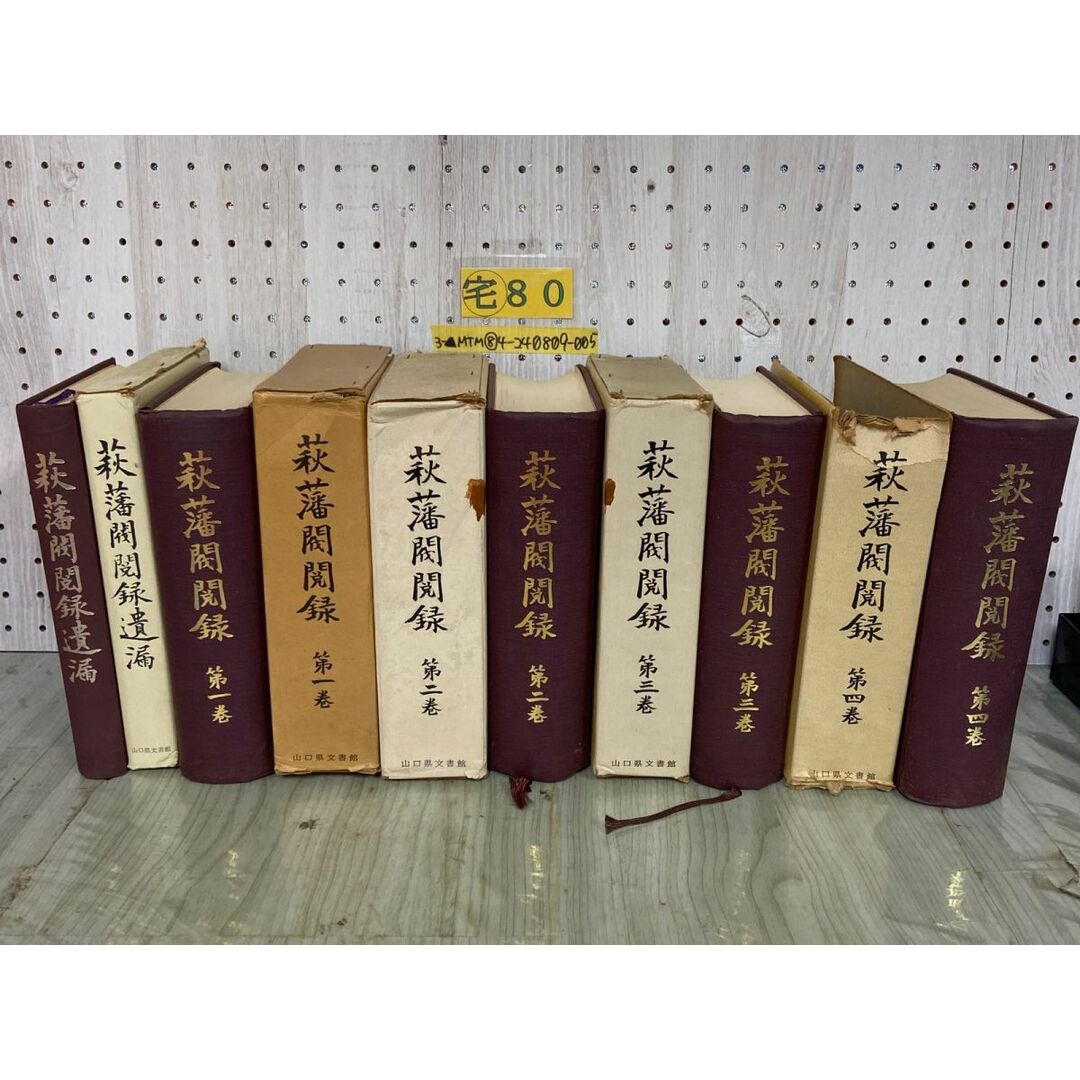 宅80
3-▲MTM⑧4-240809-005
萩藩閥閲録遺漏
萩藩閥閲録遺漏
山口県文書館
萩藩閥閲録 第一巻
萩藩閥閲録 第一巻
山口県文書館
萩藩閥閲録 第二巻
山口県文書館
萩藩閥閲録 第二巻
萩藩閥閲録 第三巻
山口県文書館
萩藩閥閲録 第三巻
萩藩閥閲録 第四巻
山口県文書館
萩藩閥閲録 第四巻